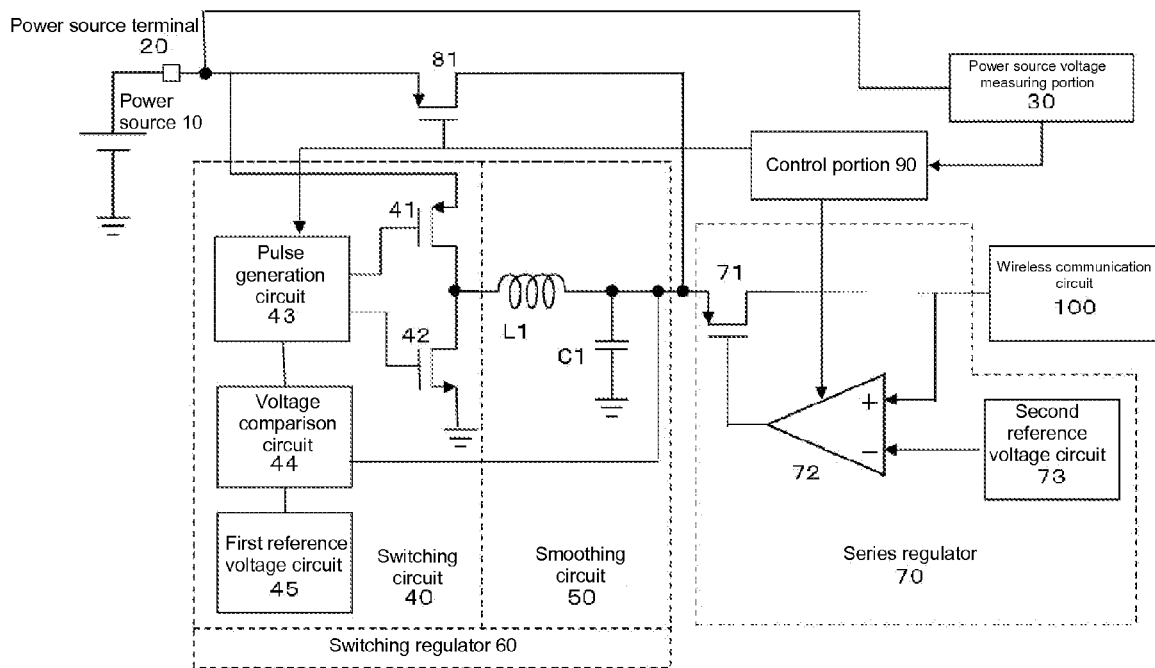 Power source terminal
20
81
Power source voltage
measuring portion
30
Power
source 10
Control portion 90
41
Pulse
generation
circuit
43
42
L1
C1
71
Wireless communication
circuit
100
Voltage
comparison
circuit
44
+
−
72
Second
reference
voltage circuit
73
First reference
voltage circuit
45
Switching
circuit
40
Smoothing
circuit
50
Series regulator
70
Switching regulator 60